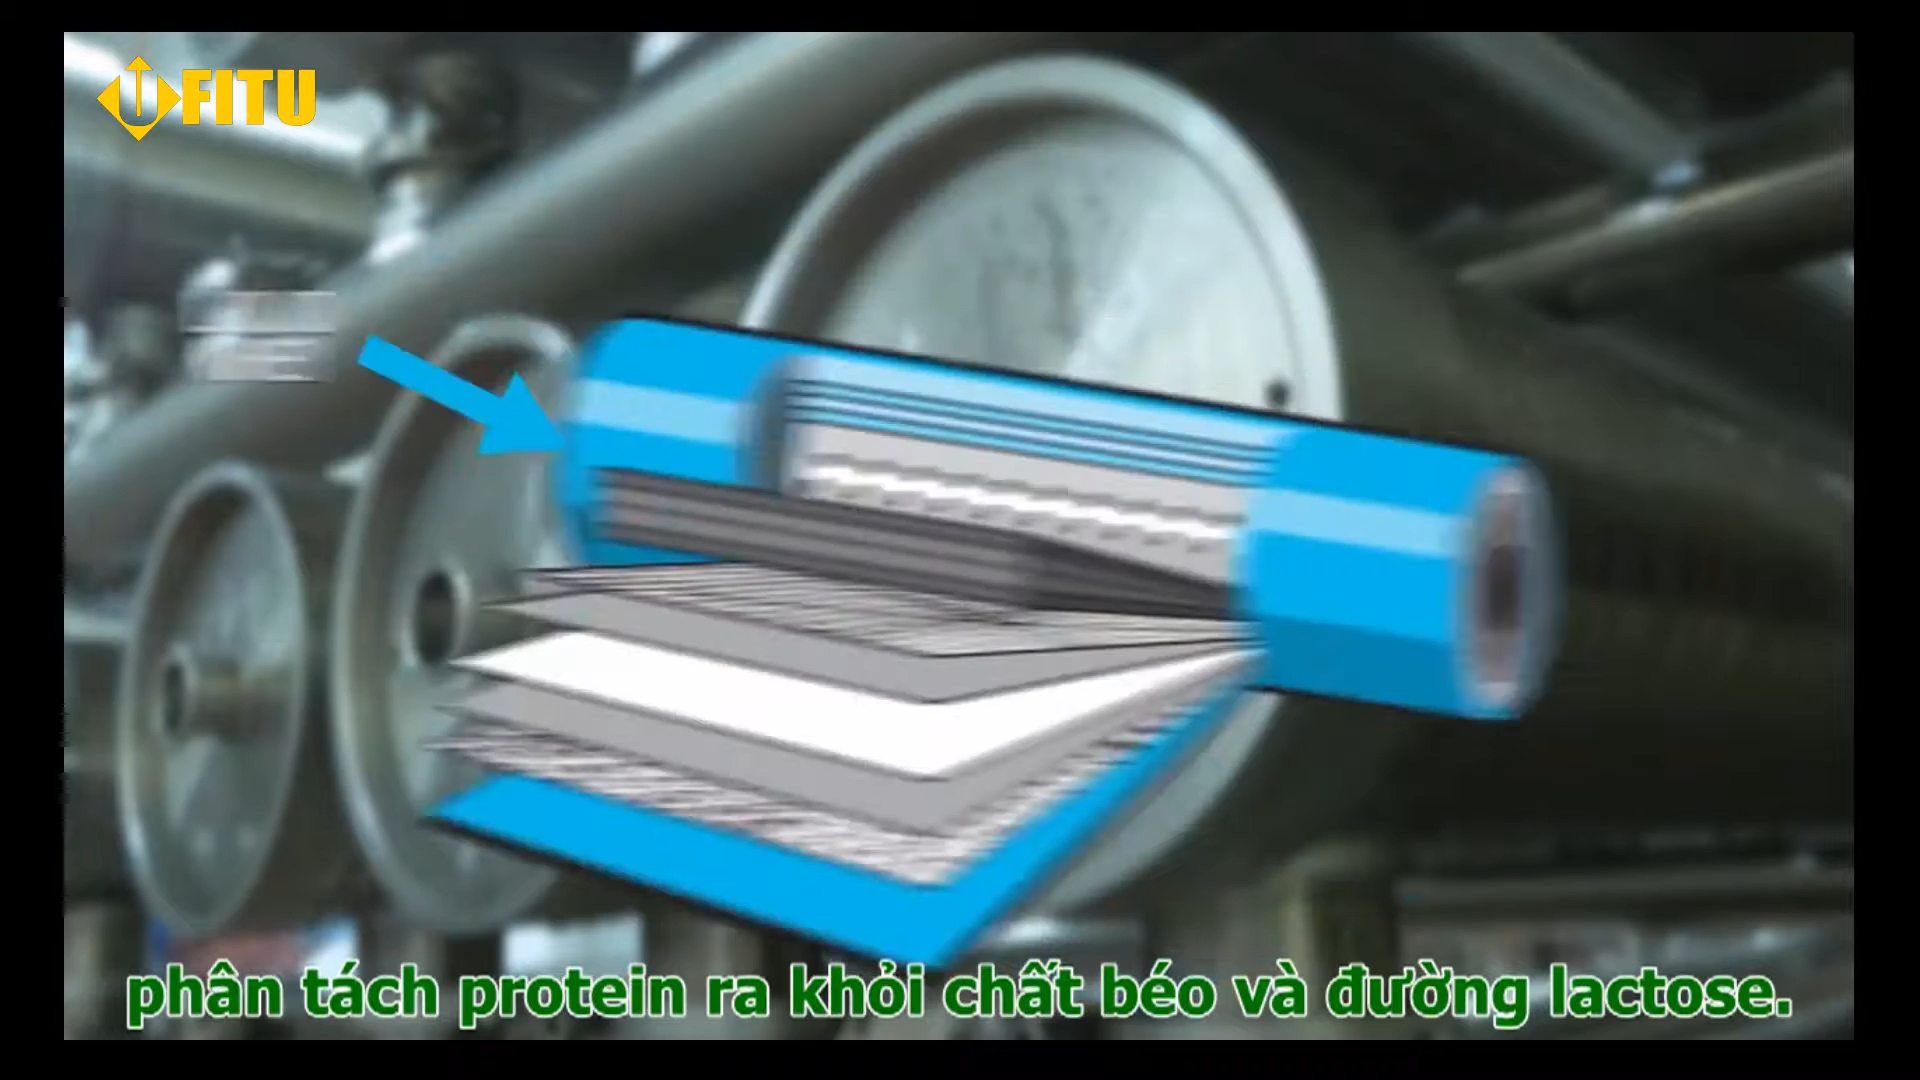 FITU
phân tách protein ra khỏi chất béo và đường lactose.